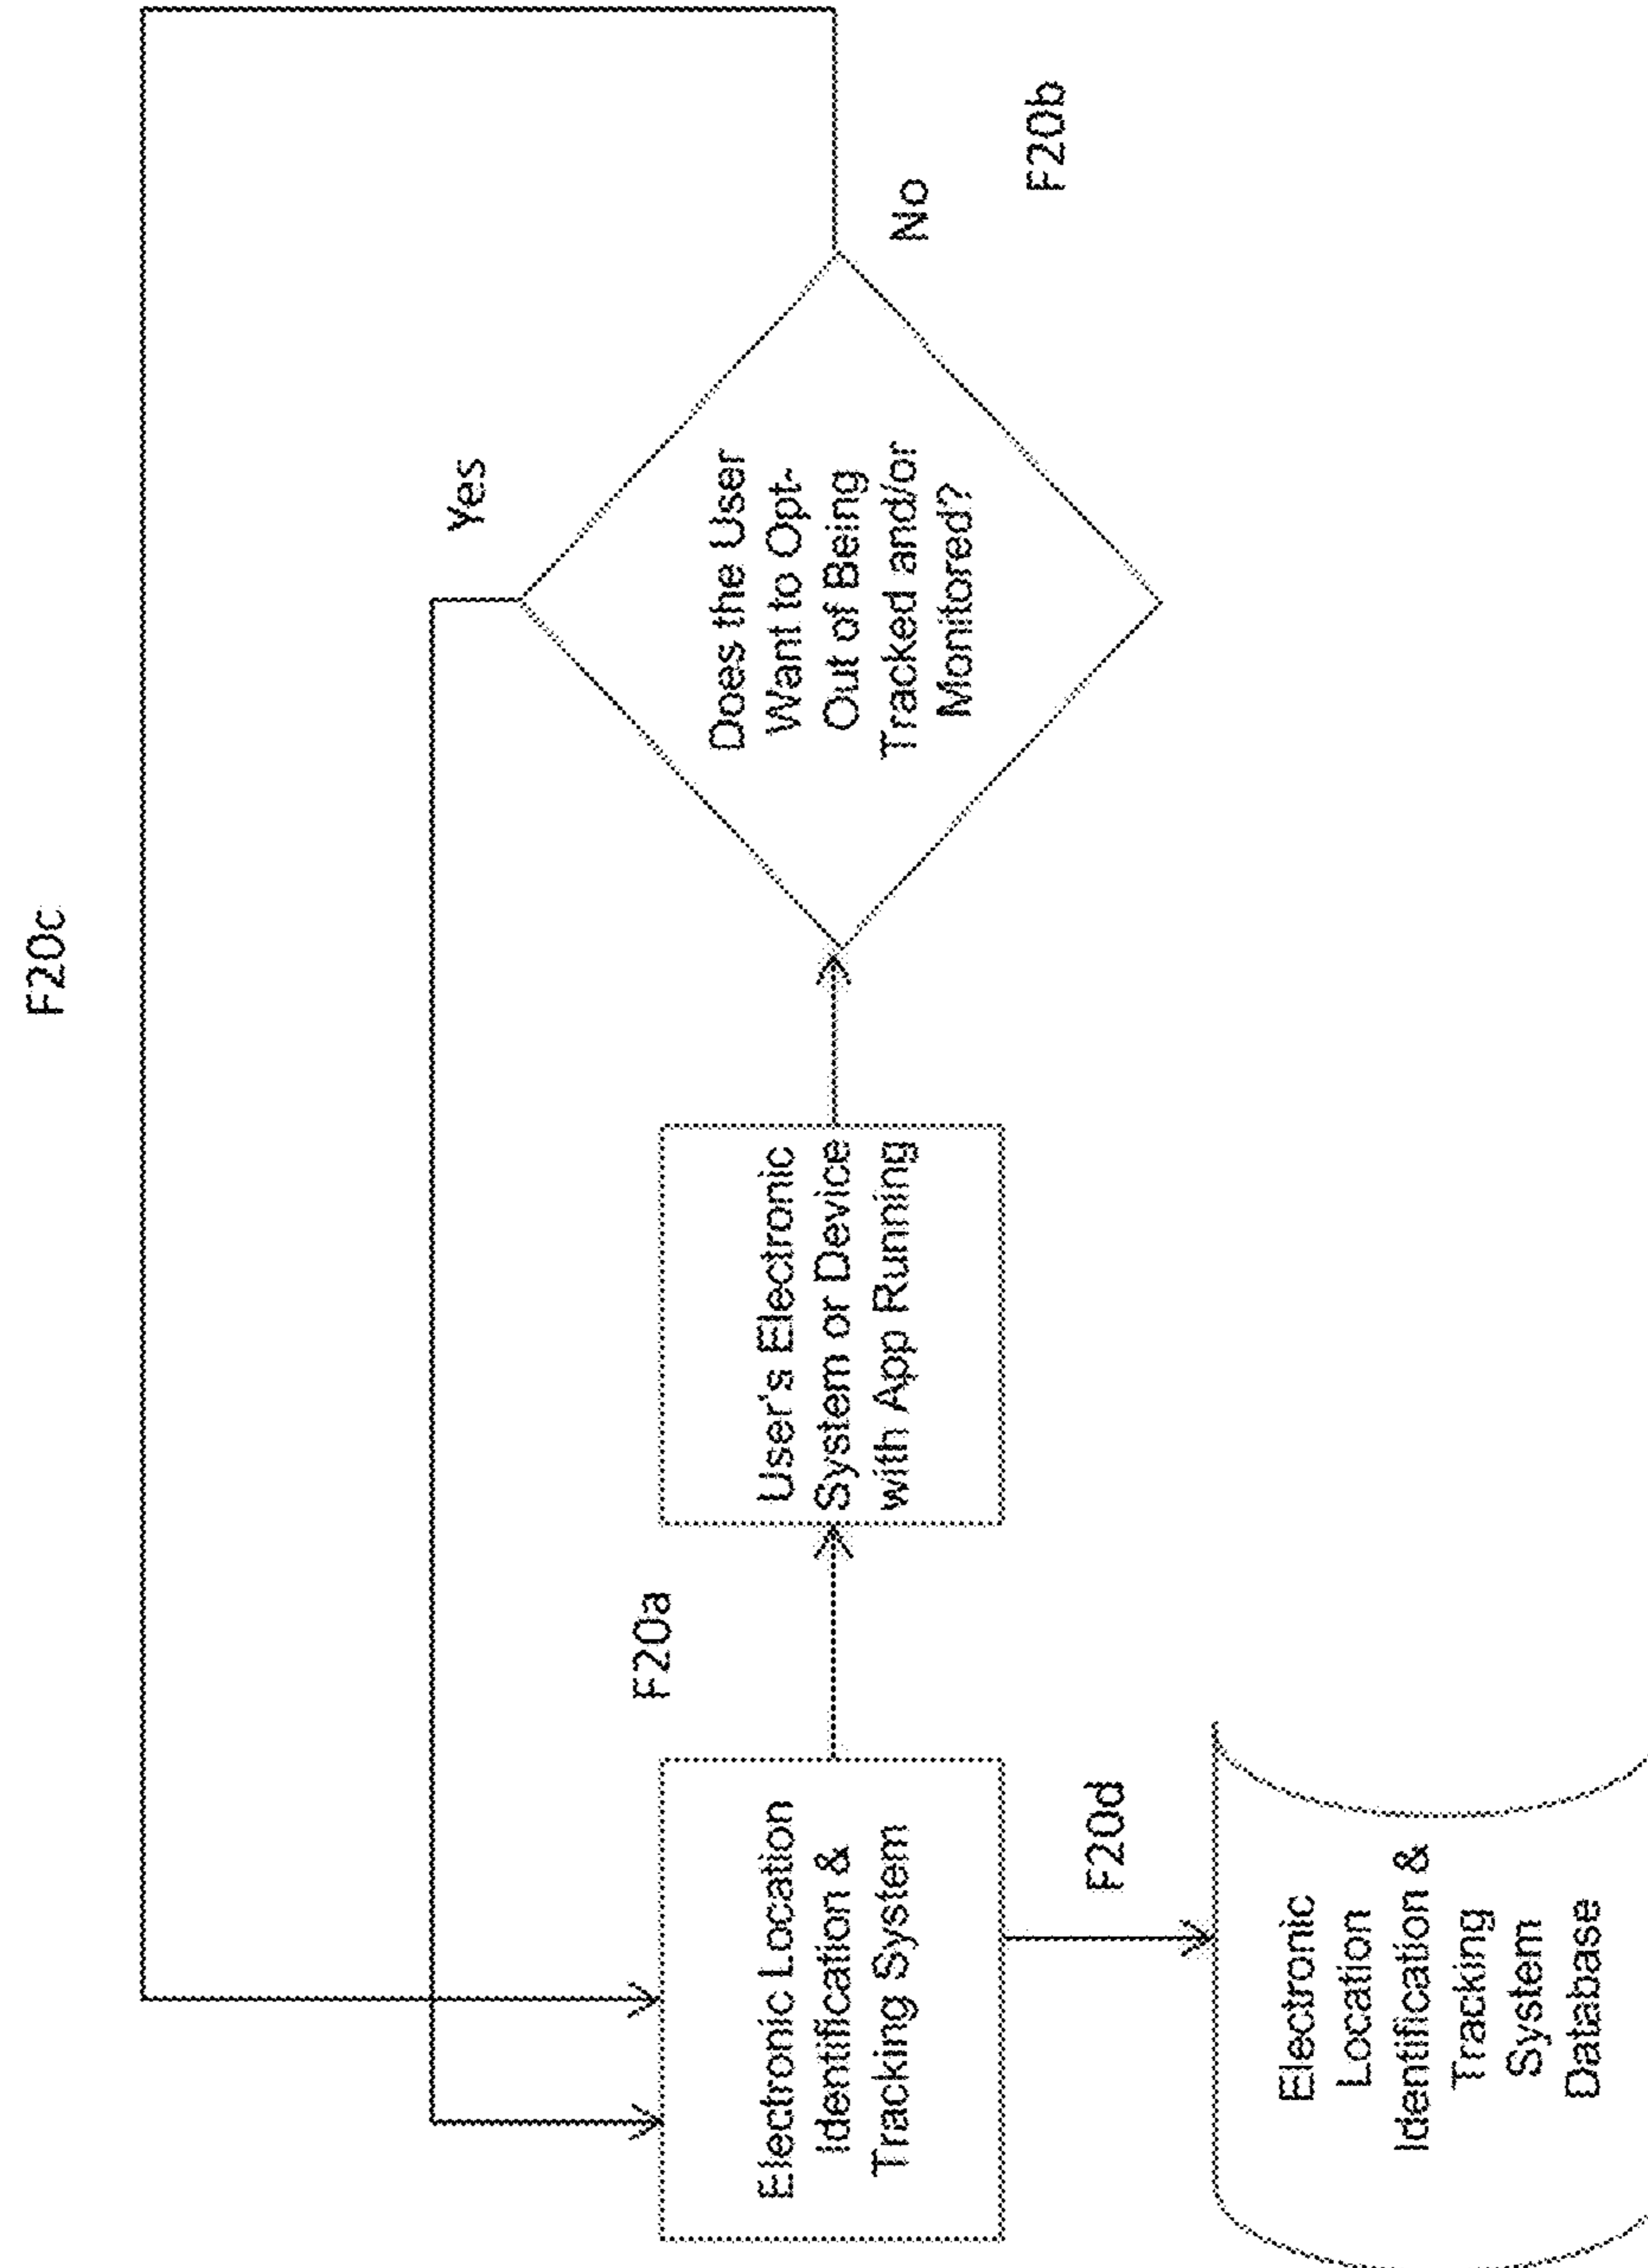 F20c
Yes
No
F20b
Does the User
Want to Opt-
Out of Being
Tracked and/or
Monitored?
F20a
User's Electronic
System or Device
with App Running
Electronic Location
Identification &
Tracking System
F20d
Electronic
Location
Identification &
Tracking
System
Database